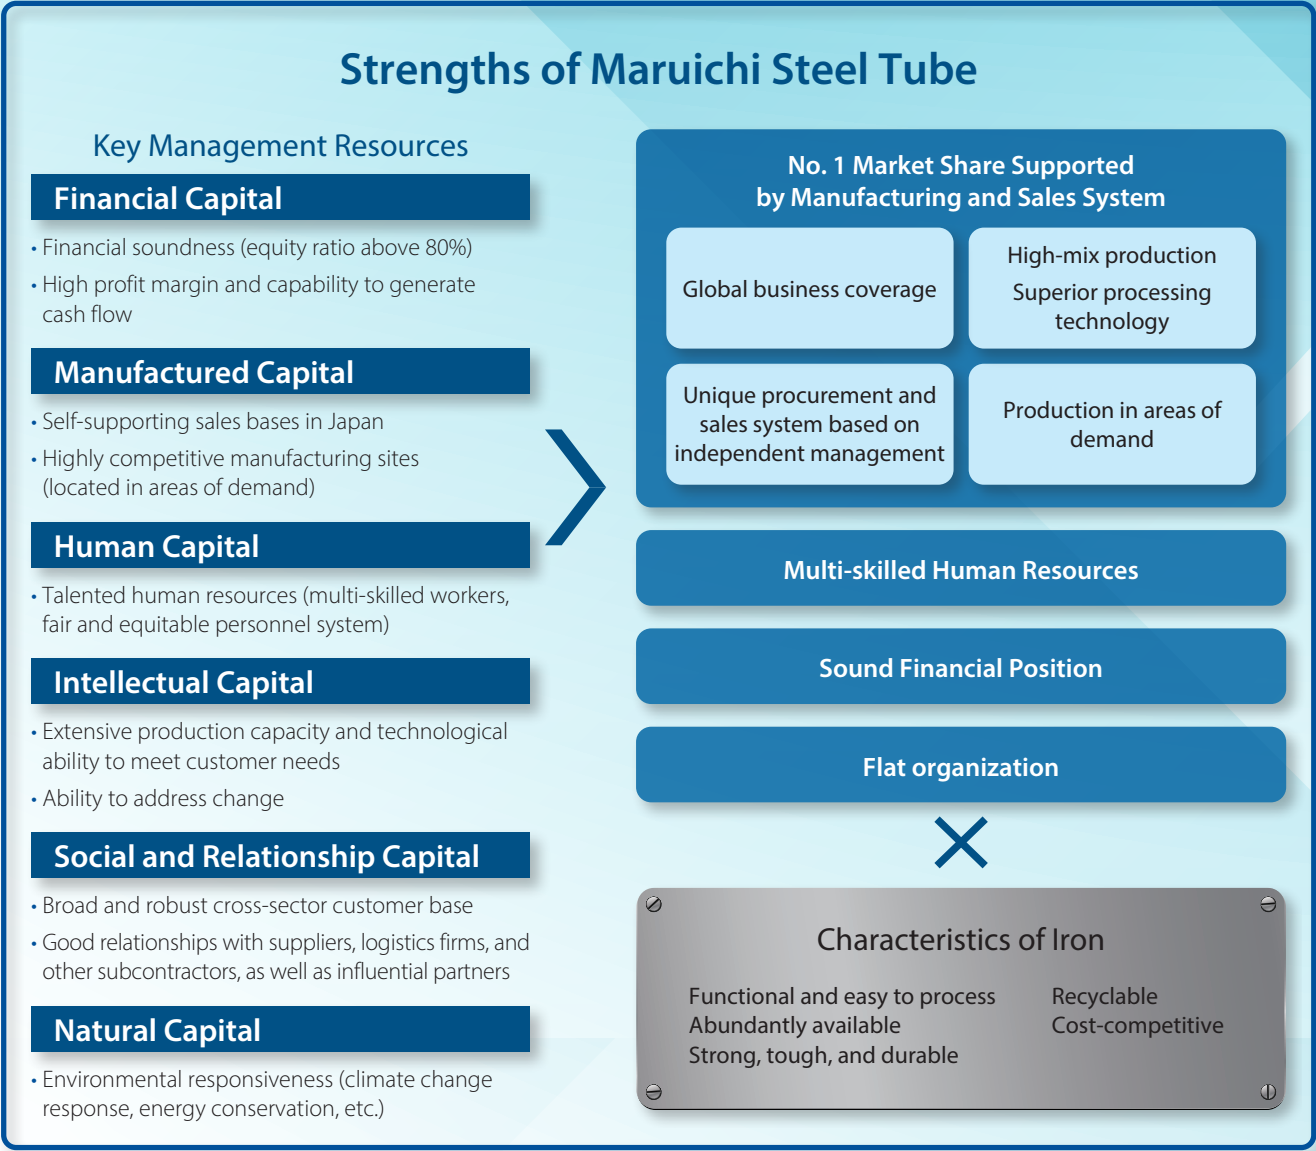 Strengths of Maruichi Steel Tube
Key Management Resources
Financial Capital
• Financial soundness (equity ratio above 80%)
• High profit margin and capability to generate
cash flow
Manufactured Capital
• Self-supporting sales bases in Japan
• Highly competitive manufacturing sites
(located in areas of demand)
Human Capital
• Talented human resources (multi-skilled workers,
fair and equitable personnel system)
Intellectual Capital
• Extensive production capacity and technological
ability to meet customer needs
• Ability to address change
Social and Relationship Capital
• Broad and robust cross-sector customer base
• Good relationships with suppliers, logistics firms, and
other subcontractors, as well as influential partners
Natural Capital
• Environmental responsiveness (climate change
response, energy conservation, etc.)
No. 1 Market Share Supported
by Manufacturing and Sales System
Global business coverage
High-mix production
Superior processing
technology
Unique procurement and
sales system based on
independent management
Production in areas of
demand
Multi-skilled Human Resources
Sound Financial Position
Flat organization
Characteristics of Iron
Functional and easy to process
Abundantly available
Strong, tough, and durable
Recyclable
Cost-competitive